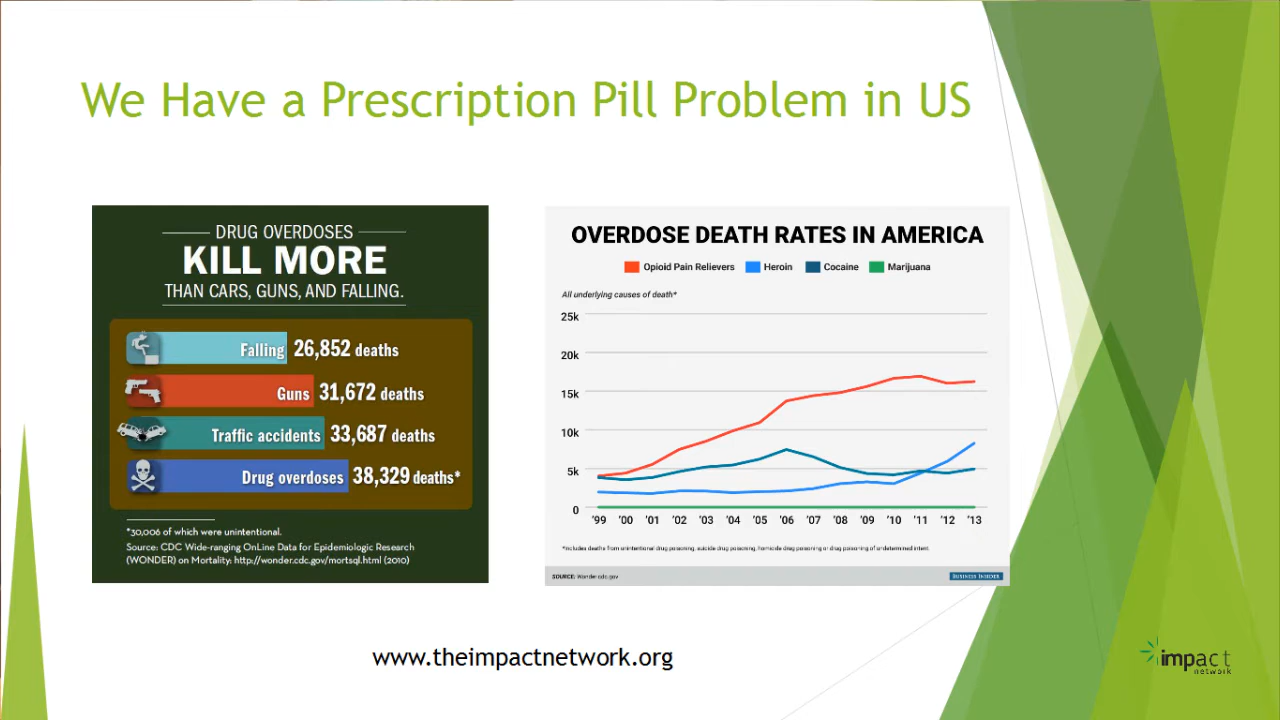 We Have a Prescription Pill Problem in US
DRUG OVERDOSES
KILL MORE
THAN CARS, GUNS, AND FALLING.
Falling 26,852 deaths
Guns 31,672 deaths
Traffic accidents 33,687 deaths
Drug overdoses 38,329 deaths*
*30,006 of which were unintentional.
Source: CDC Wide-ranging OnLine Data for Epidemiologic Research
(WONDER) on Mortality: http://wonder.cdc.gov/mortsql.html (2010)
OVERDOSE DEATH RATES IN AMERICA
Opioid Pain Relievers Heroin Cocaine Marijuana
All underlying causes of death*
25k
20k
15k
10k
5k
0
'99 '00 '01 '02 '03 '04 '05 '06 '07 '08 '09 '10 '11 '12 '13
*Includes deaths from unintentional drug poisoning, suicide drug poisoning, homicide drug poisoning or drug poisoning of undetermined intent.
SOURCE: Wonder.cdc.gov
BUSINESS INSIDER
www.theimpactnetwork.org
impact
network